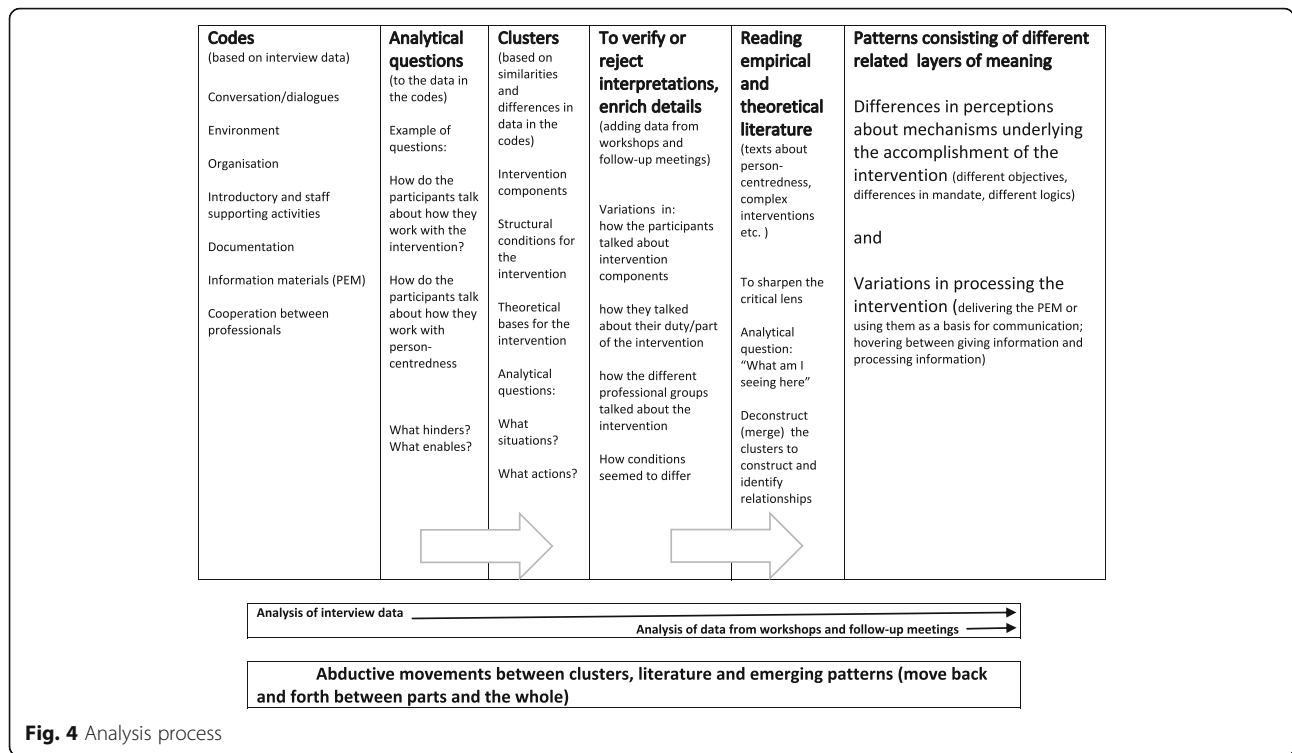 Codes
(based on interview data)
Conversation/dialogues
Environment
Organisation
Introductory and staff
supporting activities
Documentation
Information materials (PEM)
Cooperation between
professionals
Analytical
questions
(to the data in
the codes)
Example of
questions:
How do the
participants talk
about how they
work with the
intervention?
How do the
participants talk
about how they
work with
person-
centredness
What hinders?
What enables?
Clusters
(based on
similarities
and
differences in
data in the
codes)
Intervention
components
Structural
conditions for
the
intervention
Theoretical
bases for the
intervention
Analytical
questions:
What
situations?
What actions?
To verify or
reject
interpretations,
enrich details
(adding data from
workshops and
follow-up meetings)
Variations in:
how the participants
talked about
intervention
components
how they talked
about their duty/part
of the intervention
how the different
professional groups
talked about the
intervention
How conditions
seemed to differ
Reading
empirical
and
theoretical
literature
(texts about
person-
centredness,
complex
interventions
etc. )
To sharpen the
critical lens
Analytical
question:
“What am I
seeing here”
Deconstruct
(merge) the
clusters to
construct and
identify
relationships
Patterns consisting of different
related layers of meaning
Differences in perceptions
about mechanisms underlying
the accomplishment of the
intervention (different objectives,
differences in mandate, different logics)
and
Variations in processing the
intervention (delivering the PEM or
using them as a basis for communication;
hovering between giving information and
processing information)
Analysis of interview data
Analysis of data from workshops and follow-up meetings
Abductive movements between clusters, literature and emerging patterns (move back
and forth between parts and the whole)
Fig. 4 Analysis process